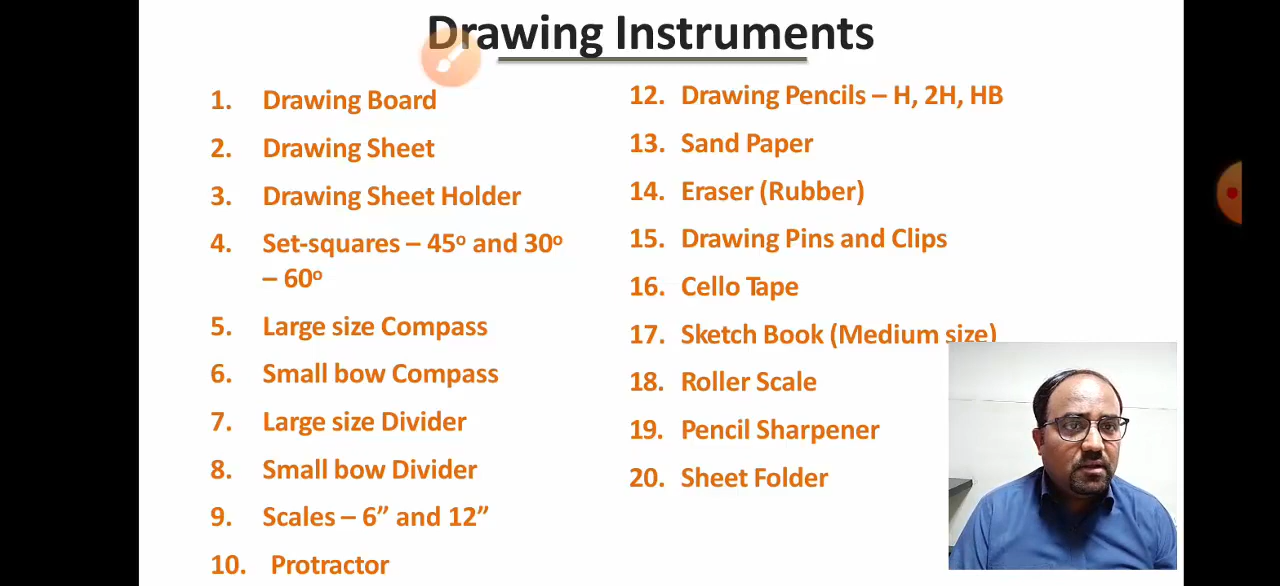 Drawing Instruments
1. Drawing Board
2. Drawing Sheet
3. Drawing Sheet Holder
4. Set-squares – 45º and 30º
– 60º
5. Large size Compass
6. Small bow Compass
7. Large size Divider
8. Small bow Divider
9. Scales – 6” and 12”
10. Protractor
12. Drawing Pencils – H, 2H, HB
13. Sand Paper
14. Eraser (Rubber)
15. Drawing Pins and Clips
16. Cello Tape
17. Sketch Book (Medium size)
18. Roller Scale
19. Pencil Sharpener
20. Sheet Folder